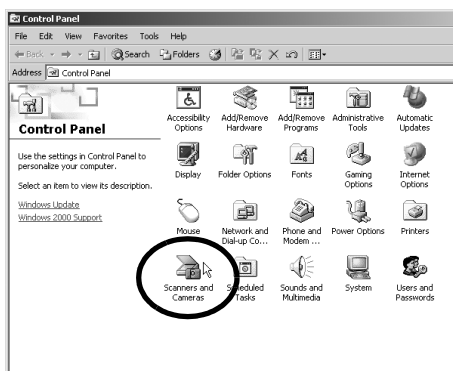 Control Panel
File Edit View Favorites Tools Help
Back Search Folders
Address Control Panel
Control Panel
Use the settings in Control Panel to
personalize your computer.
Select an item to view its description.
Windows Update
Windows 2000 Support
Accessibility
Options
Add/Remove
Hardware
Add/Remove
Programs
Administrative
Tools
Automatic
Updates
Display
Folder Options
Fonts
Gaming
Options
Internet
Options
Mouse
Network and
Dial-up Co...
Phone and
Modem ...
Power Options
Printers
Scanners and
Cameras
Scheduled
Tasks
Sounds and
Multimedia
System
Users and
Passwords